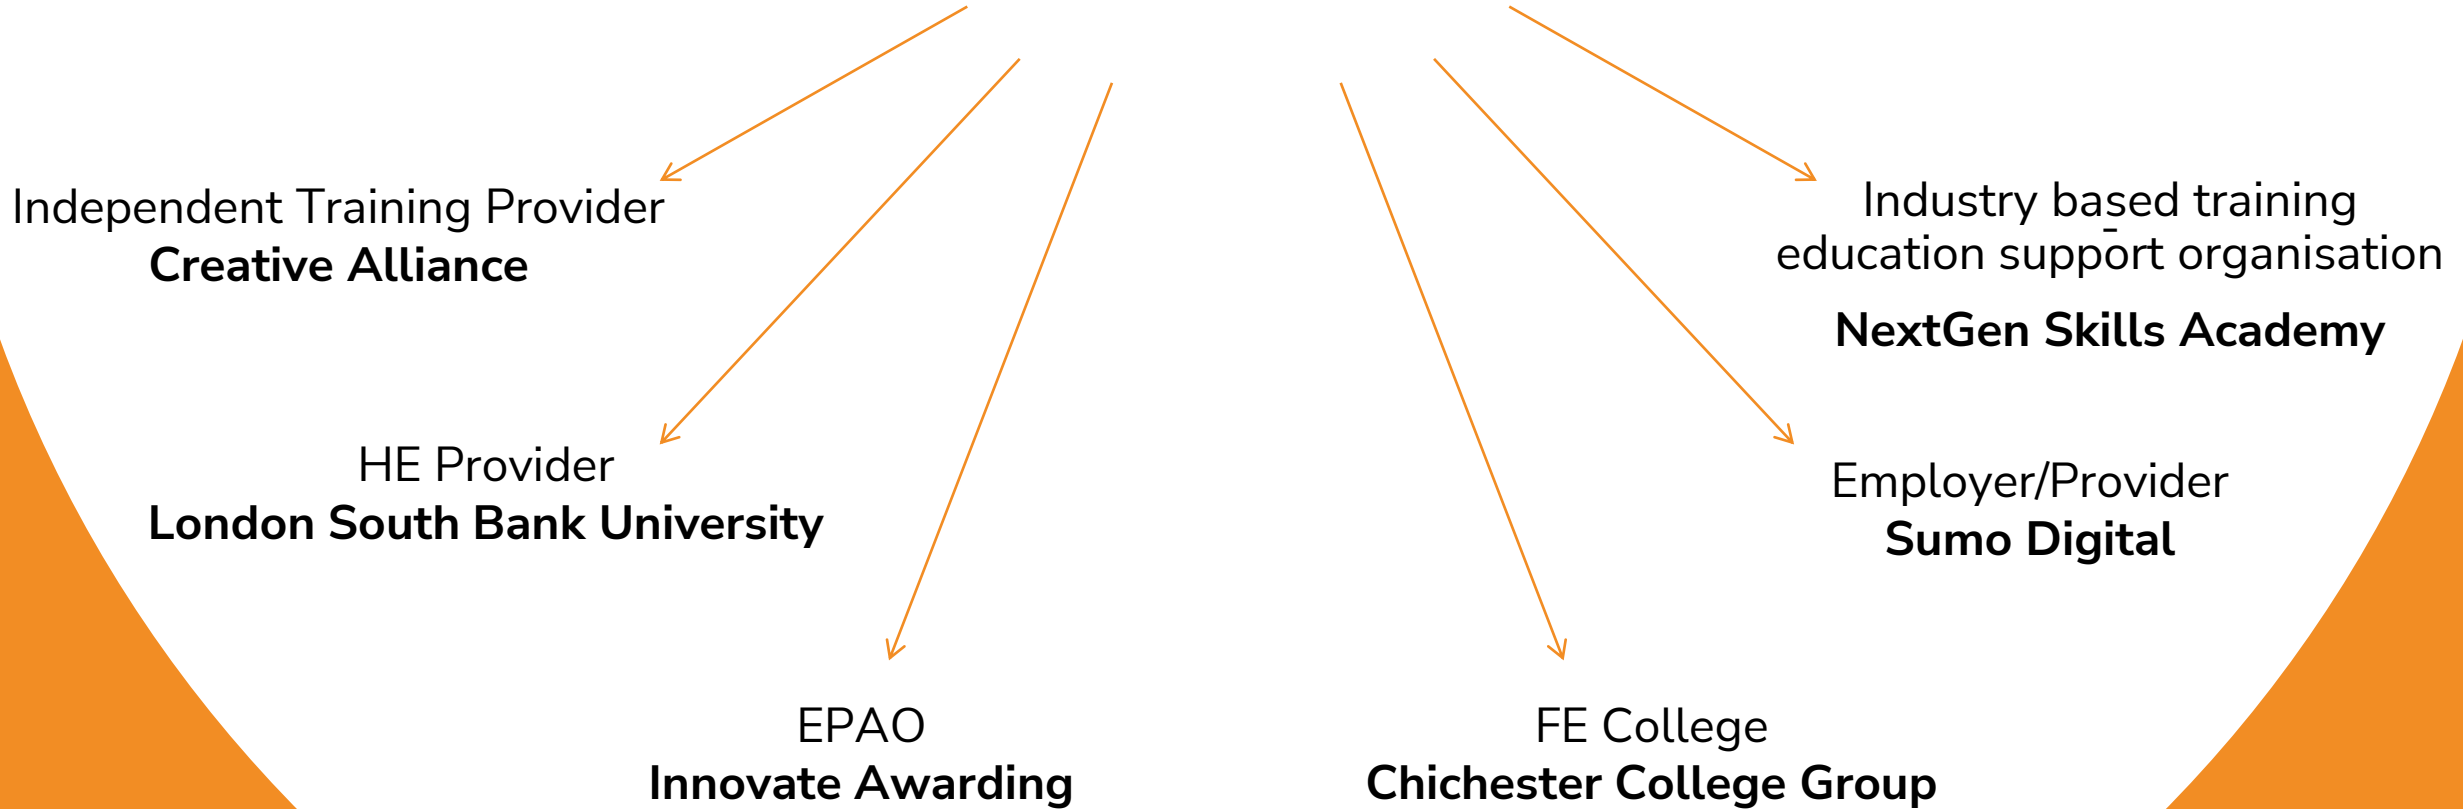 Independent Training Provider
Creative Alliance
Industry based training
-
education support organisation
NextGen Skills Academy
HE Provider
London South Bank University
Employer/Provider
Sumo Digital
EPAO
Innovate Awarding
FE College
Chichester College Group